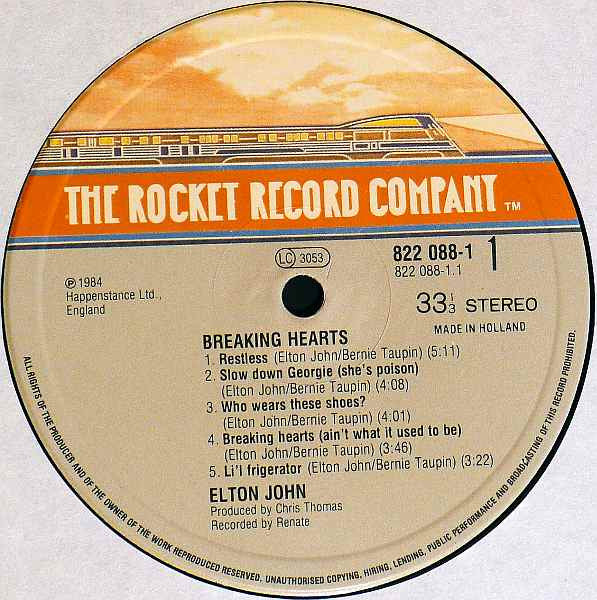 THE ROCKET RECORD COMPANY TM
LC 3053
822 088-1 1
822 088-1.1
℗ 1984
Happenstance Ltd.,
England
33 1/3 STEREO
MADE IN HOLLAND
BREAKING HEARTS
1. Restless (Elton John/Bernie Taupin) (5:11)
2. Slow down Georgie (she's poison)
(Elton John/Bernie Taupin) (4:08)
3. Who wears these shoes?
(Elton John/Bernie Taupin) (4:01)
4. Breaking hearts (ain't what it used to be)
(Elton John/Bernie Taupin) (3:46)
5. Li'l frigerator (Elton John/Bernie Taupin) (3:22)
ELTON JOHN
Produced by Chris Thomas
Recorded by Renate
ALL RIGHTS OF THE PRODUCER AND OF THE OWNER OF THE WORK REPRODUCED RESERVED, UNAUTHORISED COPYING, HIRING, LENDING, PUBLIC PERFORMANCE AND BROADCASTING OF THIS RECORD PROHIBITED.